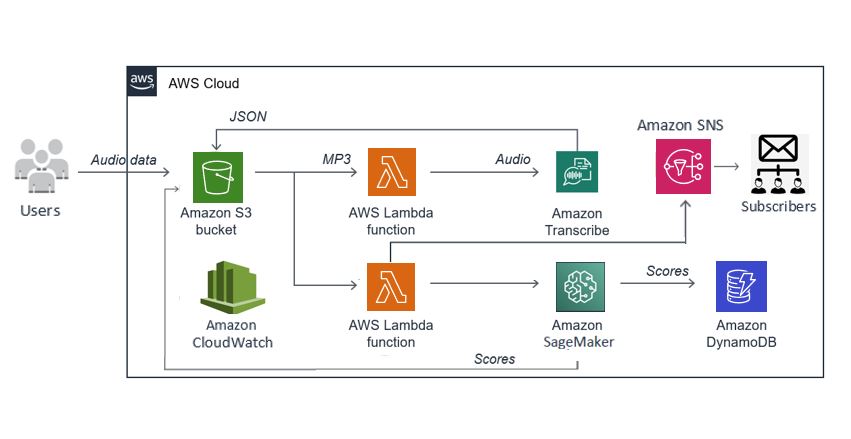 aws
AWS Cloud
JSON
Amazon SNS
Audio data
MP3
Audio
Users
Amazon S3
bucket
AWS Lambda
function
Amazon
Transcribe
Subscribers
Scores
Amazon
CloudWatch
AWS Lambda
function
Amazon
SageMaker
Amazon
DynamoDB
Scores